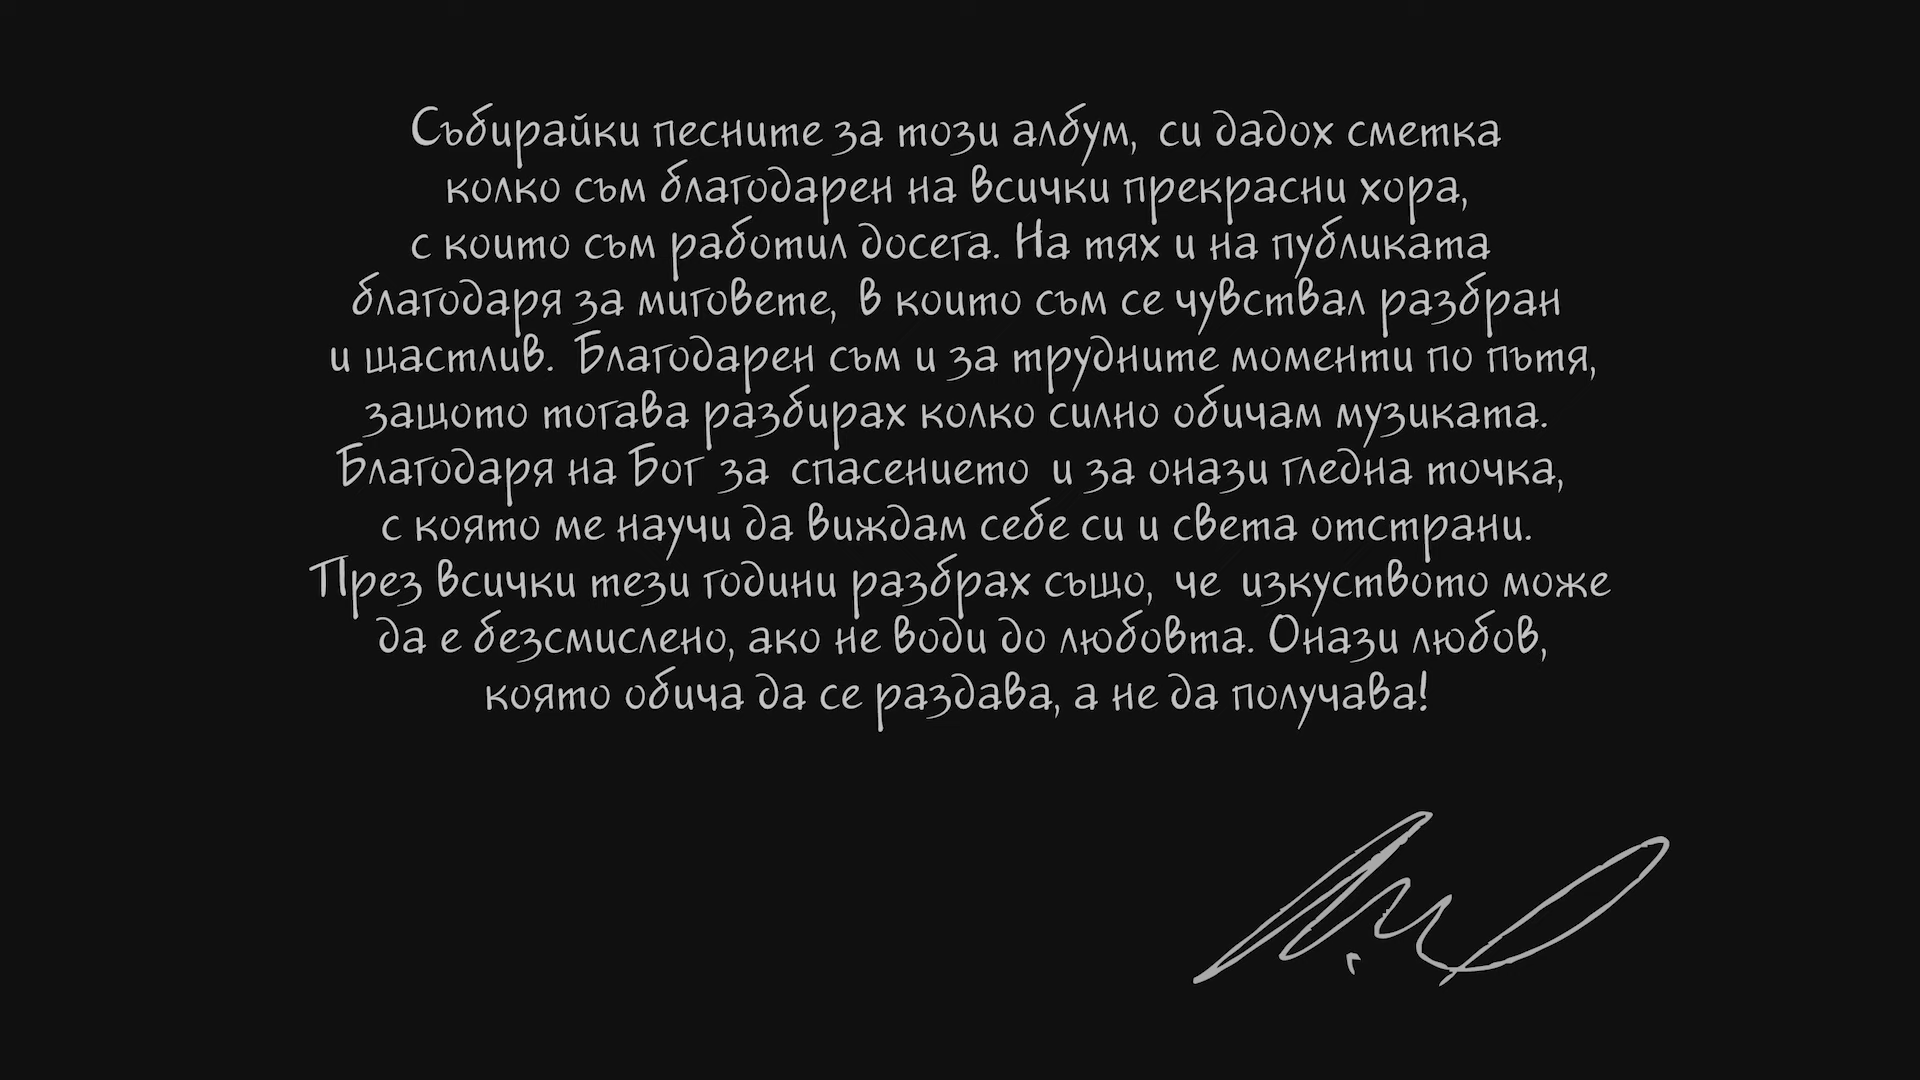 Събирайки песните за този албум, си дадох сметка
колко съм благодарен на всички прекрасни хора,
с които съм работил досега. На тях и на публиката
благодаря за миговете, в които съм се чувствал разбран
и щастлив. Благодарен съм и за трудните моменти по пътя,
защото тогава разбирах колко силно обичам музиката.
Благодаря на Бог за спасението и за онази гледна точка,
с която ме научи да виждам себе си и света отстрани.
През всички тези години разбрах също, че изкуството може
да е безсмислено, ако не води до любовта. Онази любов,
която обича да се раздава, а не да получава!